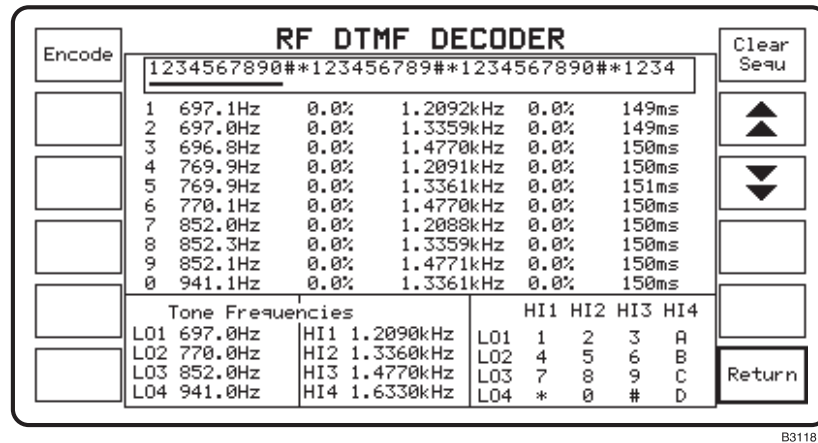 RF DTMF DECODER
Encode
Clear
Sequ
1234567890#*123456789#*1234567890#*1234
1 697.1Hz 0.0% 1.2092kHz 0.0% 149ms
2 697.0Hz 0.0% 1.3359kHz 0.0% 149ms
3 696.8Hz 0.0% 1.4770kHz 0.0% 150ms
4 769.9Hz 0.0% 1.2091kHz 0.0% 150ms
5 769.9Hz 0.0% 1.3361kHz 0.0% 151ms
6 770.1Hz 0.0% 1.4770kHz 0.0% 150ms
7 852.0Hz 0.0% 1.2088kHz 0.0% 150ms
8 852.3Hz 0.0% 1.3359kHz 0.0% 150ms
9 852.1Hz 0.0% 1.4771kHz 0.0% 150ms
0 941.1Hz 0.0% 1.3361kHz 0.0% 150ms
Tone Frequencies
LO1 697.0Hz HI1 1.2090kHz
LO2 770.0Hz HI2 1.3360kHz
LO3 852.0Hz HI3 1.4770kHz
LO4 941.0Hz HI4 1.6330kHz
HI1 HI2 HI3 HI4
LO1 1 2 3 A
LO2 4 5 6 B
LO3 7 8 9 C
LO4 * 0 # D
Return
B3118